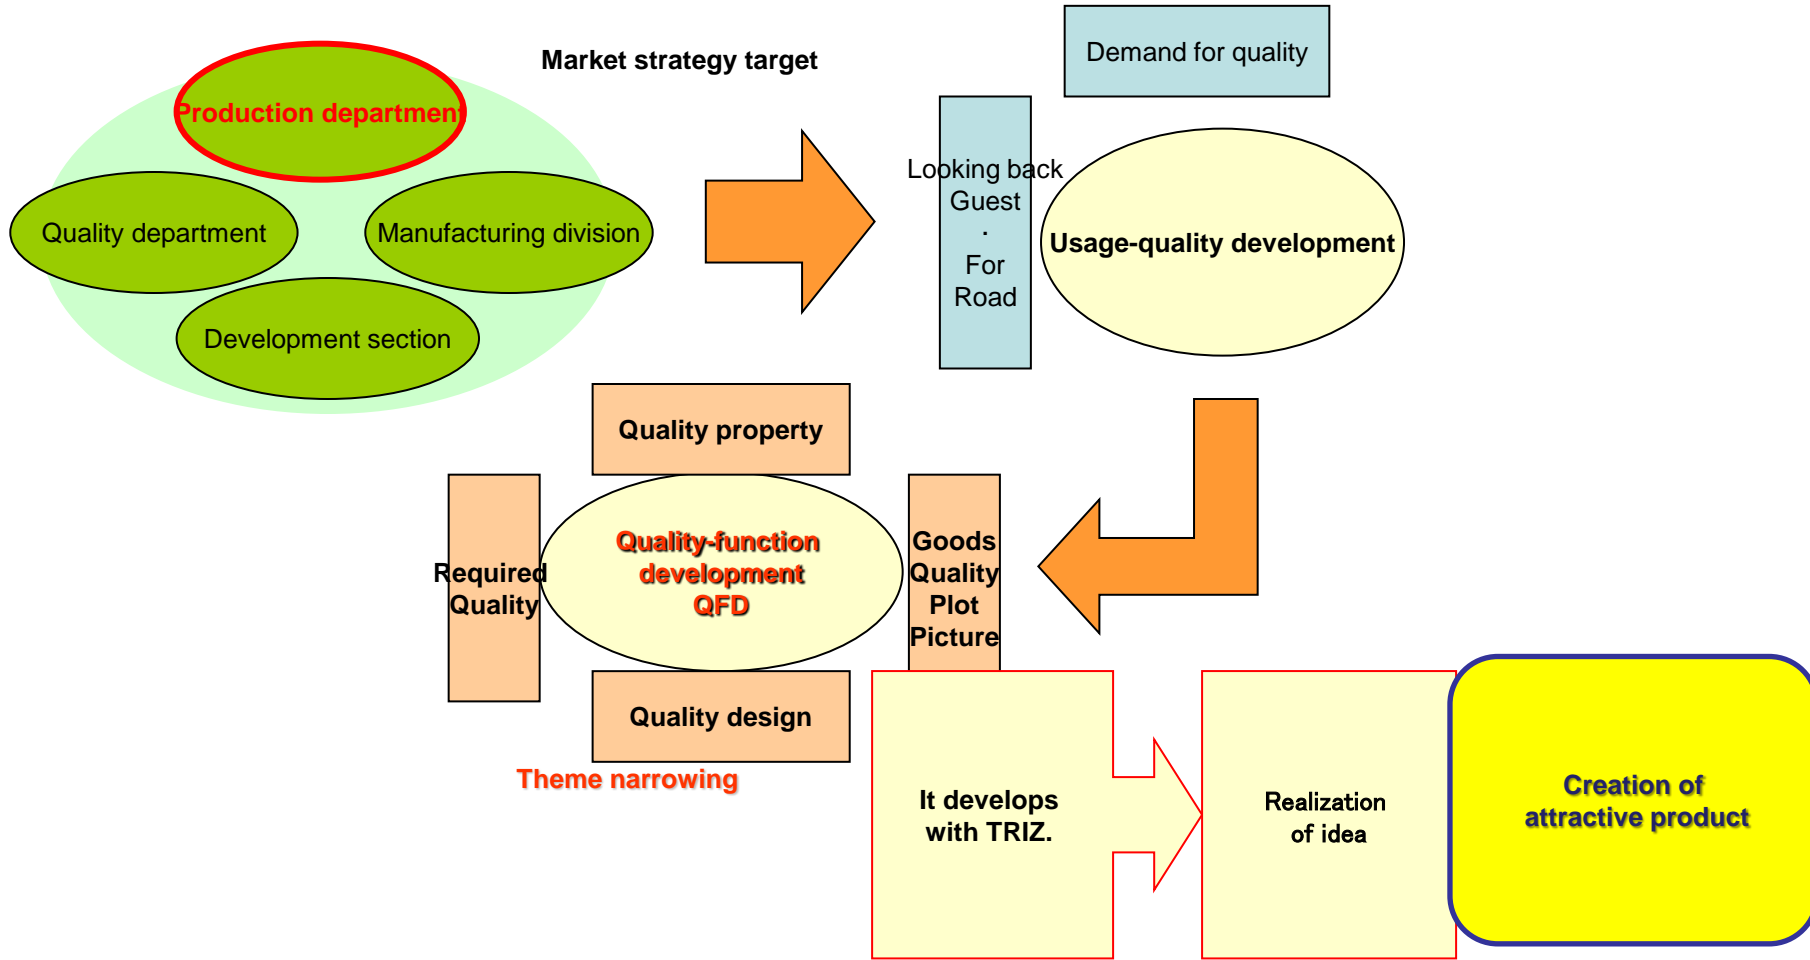 Market strategy target
Production department
Quality department
Manufacturing division
Development section
Demand for quality
Looking back
Guest
・
For
Road
Usage-quality development
Quality property
Required
Quality
Quality-function
development
QFD
Goods
Quality
Plot
Picture
Quality design
Theme narrowing
It develops
with TRIZ.
Realization
of idea
Creation of
attractive product